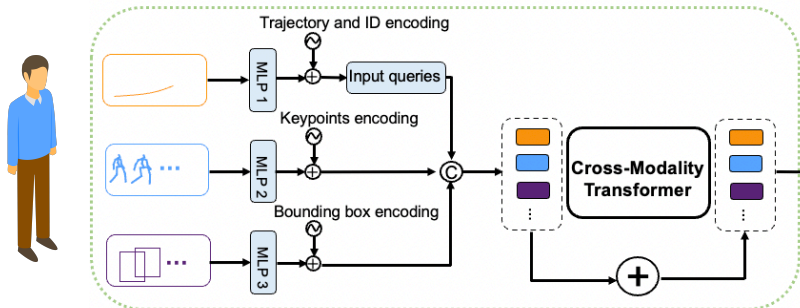 Trajectory and ID encoding
MLP 1
Input queries
Keypoints encoding
MLP 2
C
Cross-Modality
Transformer
Bounding box encoding
MLP 3